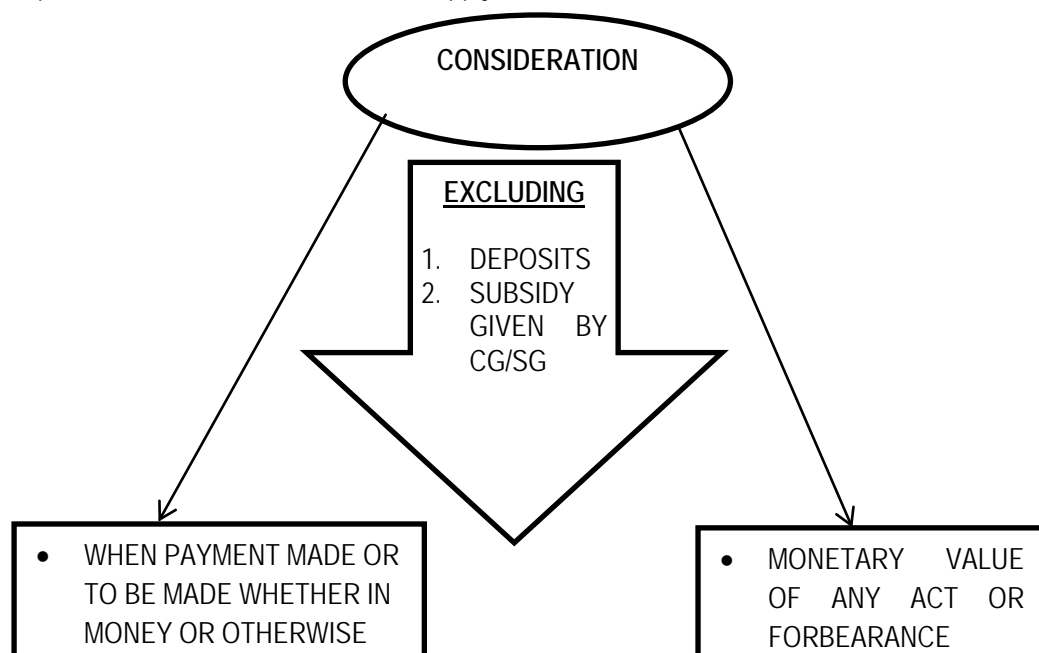 CONSIDERATION
EXCLUDING
1. DEPOSITS
2. SUBSIDY
GIVEN BY
CG/SG
• WHEN PAYMENT MADE OR
TO BE MADE WHETHER IN
MONEY OR OTHERWISE
• MONETARY VALUE
OF ANY ACT OR
FORBEARANCE